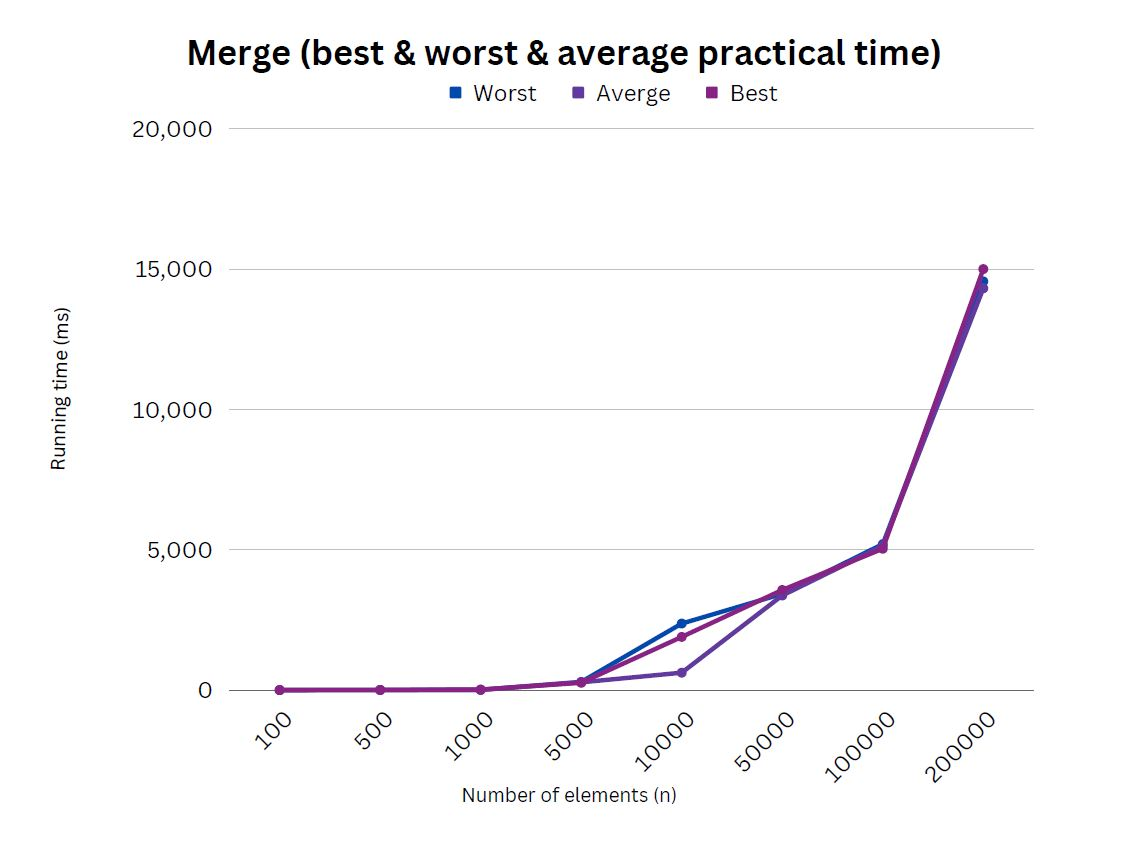 Merge (best & worst & average practical time)
Worst Averge Best
20,000
15,000
10,000
5,000
0
Running time (ms)
100 500 1000 5000 10000 50000 100000 200000
Number of elements (n)